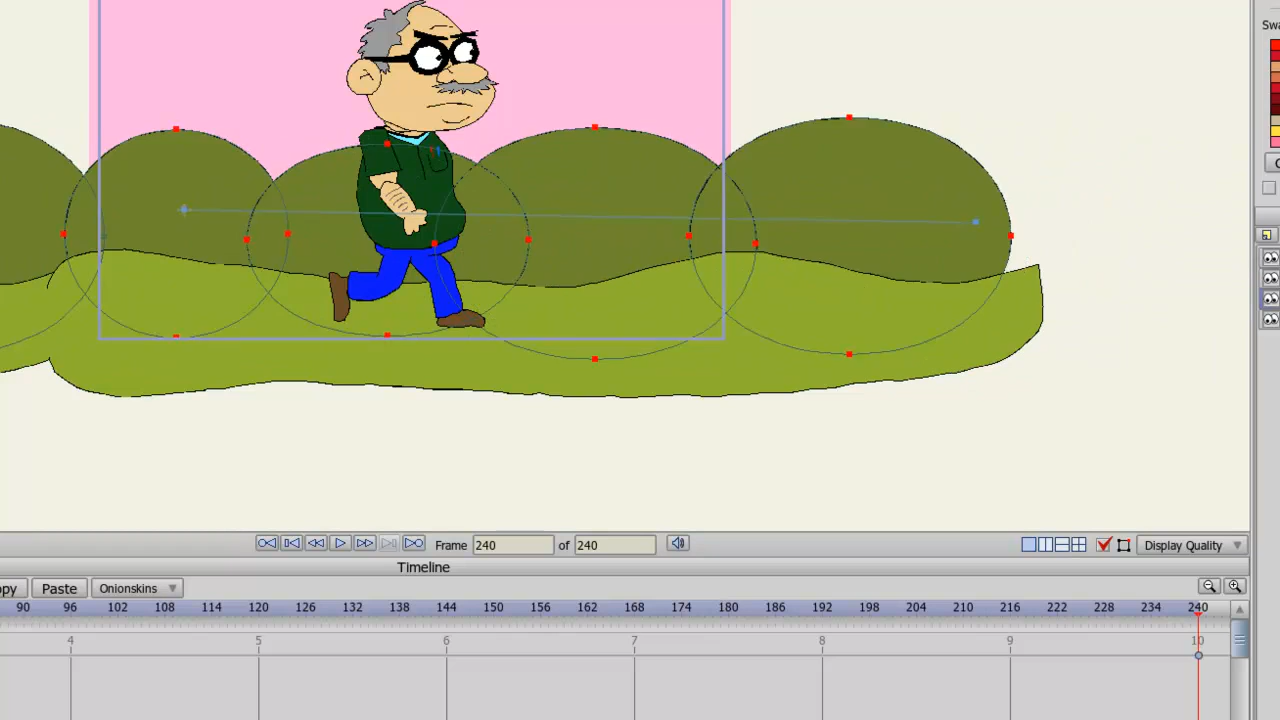 Swa
Frame 240 of 240 Display Quality
Timeline
opy Paste Onionskins
90 96 102 108 114 120 126 132 138 144 150 156 162 168 174 180 186 192 198 204 210 216 222 228 234 240
4 5 6 7 8 9 10